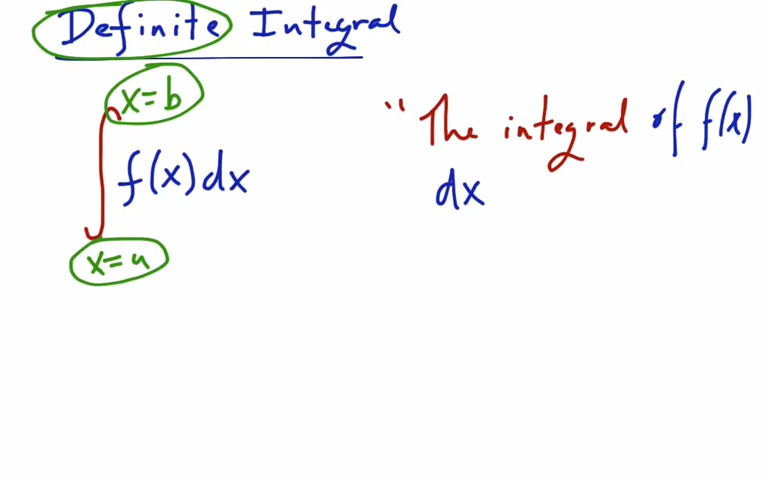 Definite Integral
x=b
∫ f(x)dx
x=a
"The integral of f(x)
dx